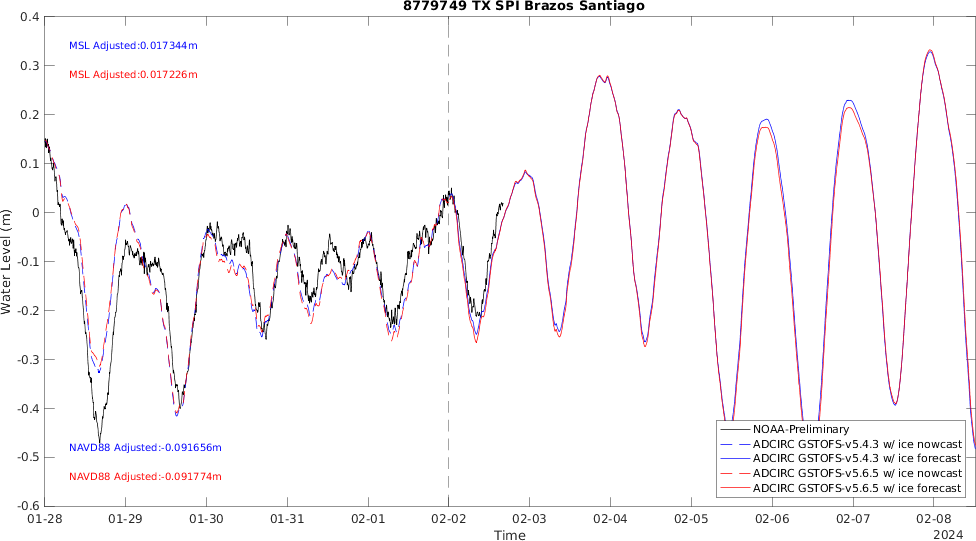 8779749 TX SPI Brazos Santiago
0.4
0.3
0.2
0.1
0
-0.1
-0.2
-0.3
-0.4
-0.5
-0.6
Water Level (m)
MSL Adjusted:0.017344m
MSL Adjusted:0.017226m
NAVD88 Adjusted:-0.091656m
NAVD88 Adjusted:-0.091774m
NOAA-Preliminary
ADCIRC GSTOFS-v5.4.3 w/ ice nowcast
ADCIRC GSTOFS-v5.4.3 w/ ice forecast
ADCIRC GSTOFS-v5.6.5 w/ ice nowcast
ADCIRC GSTOFS-v5.6.5 w/ ice forecast
01-28 01-29 01-30 01-31 02-01 02-02 02-03 02-04 02-05 02-06 02-07 02-08
2024
Time